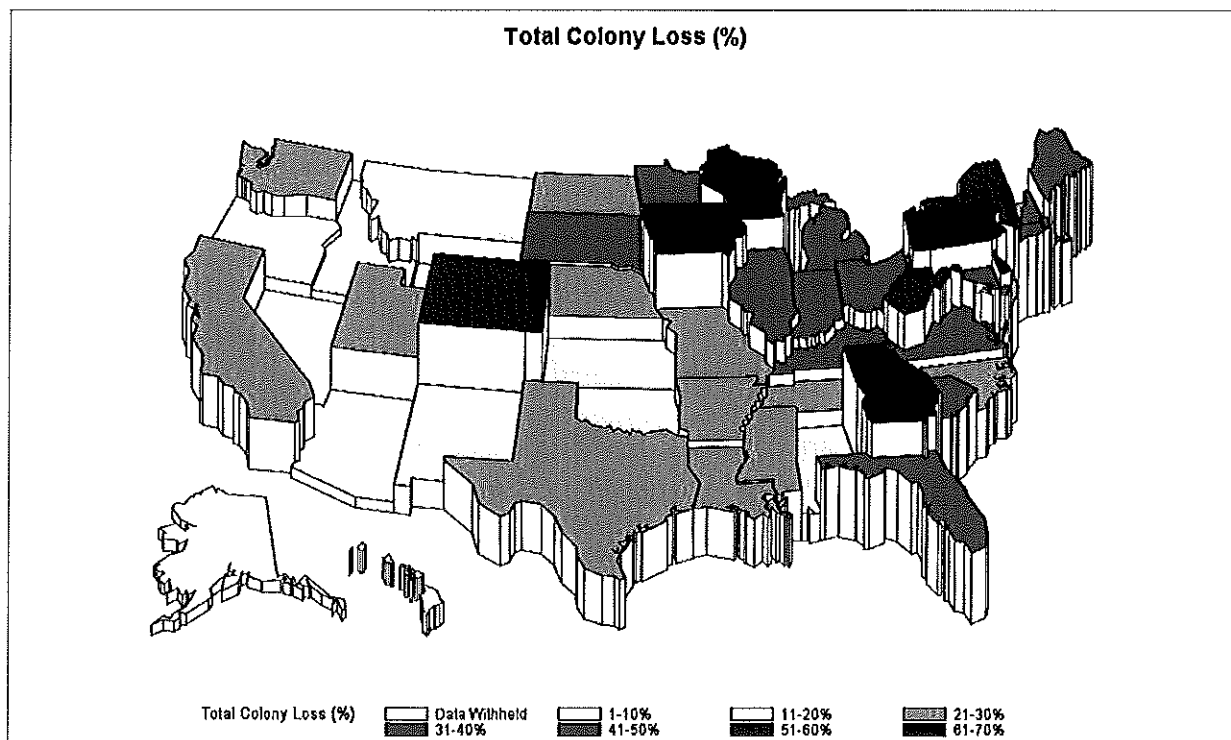 Total Colony Loss (%)
Total Colony Loss (%) Data Withheld 1-10% 11-20% 21-30%
31-40% 41-50% 51-60% 61-70%